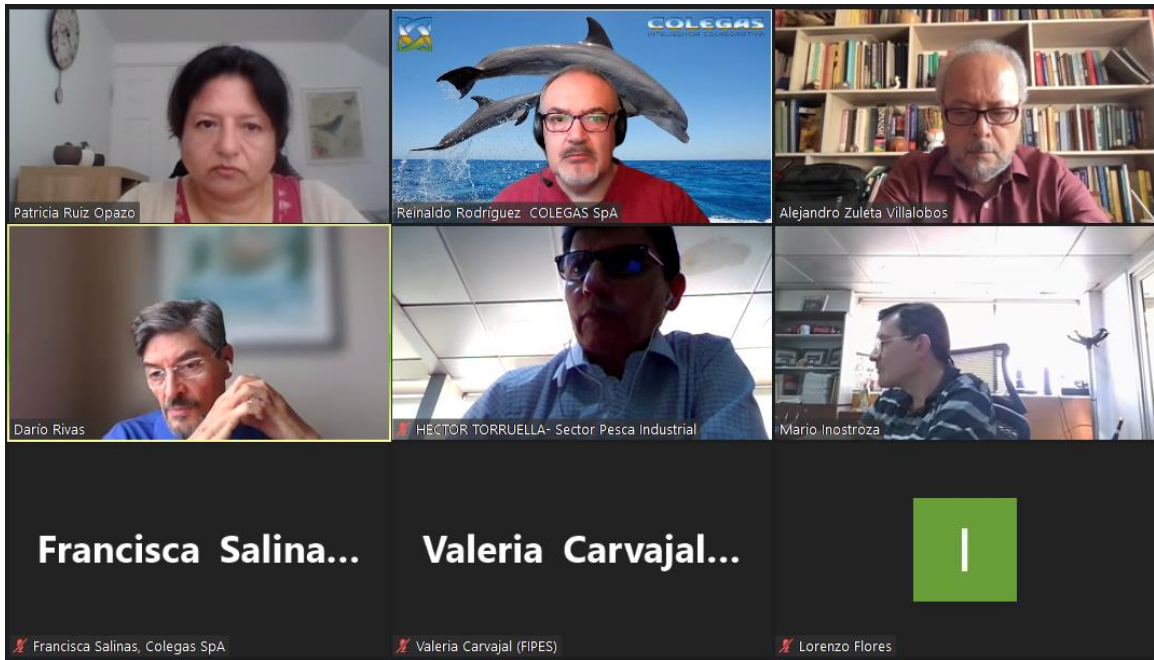 COLEGAS
INTELIGENCIA COLABORATIVA
Patricia Ruiz Opazo
Reinaldo Rodríguez COLEGAS SpA
Alejandro Zuleta Villalobos
Darío Rivas
HECTOR TORRUELLA- Sector Pesca Industrial
Mario Inostroza
Francisca Salina...
Valeria Carvajal...
I
Francisca Salinas, Colegas SpA
Valeria Carvajal (FIPES)
Lorenzo Flores